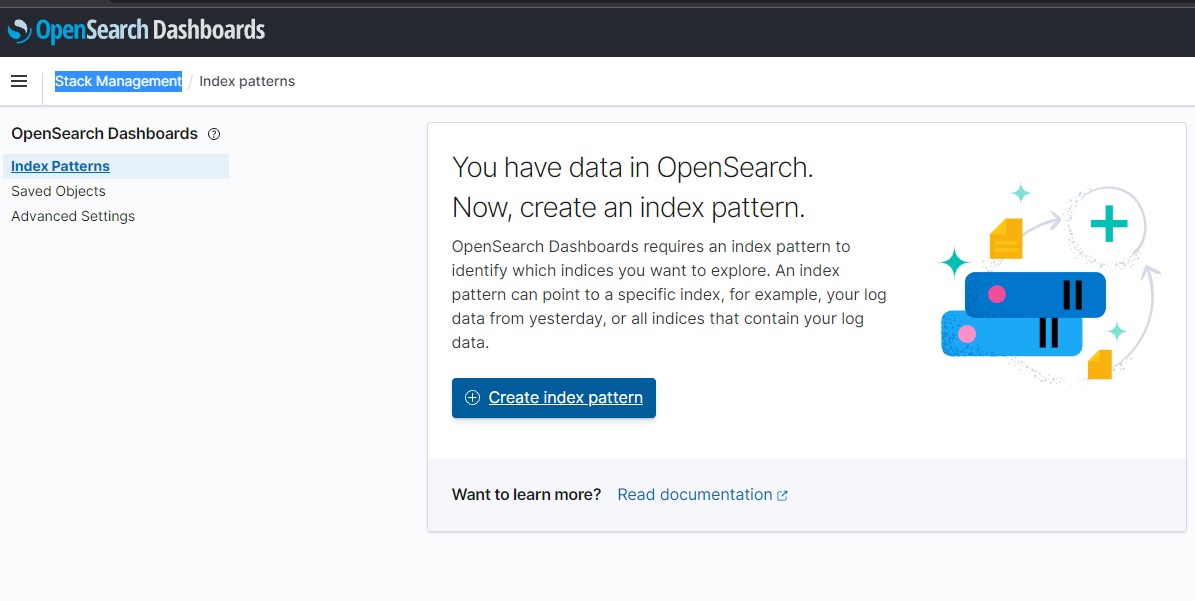 OpenSearch Dashboards
Stack Management / Index patterns
OpenSearch Dashboards
Index Patterns
Saved Objects
Advanced Settings
You have data in OpenSearch.
Now, create an index pattern.
OpenSearch Dashboards requires an index pattern to
identify which indices you want to explore. An index
pattern can point to a specific index, for example, your log
data from yesterday, or all indices that contain your log
data.
Create index pattern
Want to learn more? Read documentation